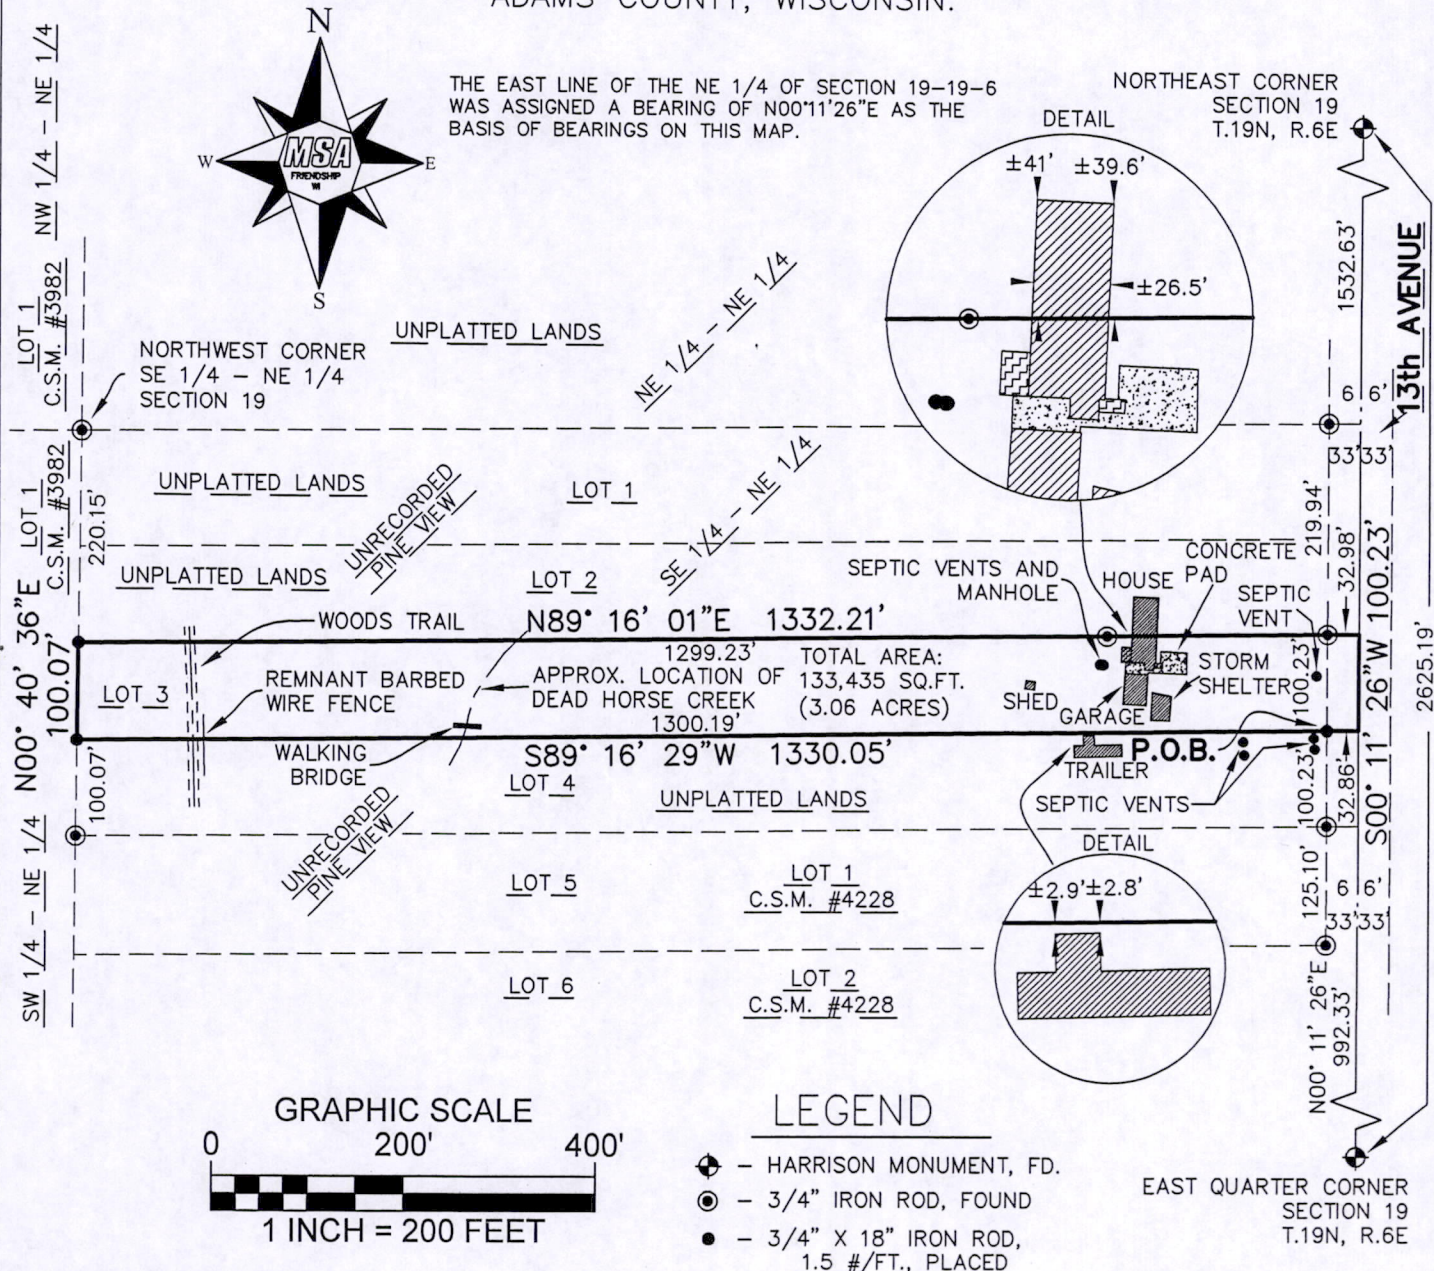 ADAMS COUNTY, WISCONSIN.
N
W
E
S
MSA
FRIENDSHIP
WI
THE EAST LINE OF THE NE 1/4 OF SECTION 19-19-6
WAS ASSIGNED A BEARING OF N00°11'26"E AS THE
BASIS OF BEARINGS ON THIS MAP.
NORTHEAST CORNER
SECTION 19
T.19N, R.6E
DETAIL
±41'
±39.6'
±26.5'
NW 1/4 - NE 1/4
LOT 1
C.S.M. #3982
NORTHWEST CORNER
SE 1/4 - NE 1/4
SECTION 19
UNPLATTED LANDS
NE 1/4 - NE 1/4
1532.63'
13th AVENUE
6 6'
33' 33'
LOT 1
C.S.M. #3982
220.15'
UNPLATTED LANDS
UNRECORDED
PINE VIEW
LOT 1
SE 1/4 - NE 1/4
219.94'
32.98'
UNPLATTED LANDS
LOT 2
SEPTIC VENTS AND
MANHOLE
HOUSE
CONCRETE
PAD
SEPTIC
VENT
N00° 40' 36"E
100.07'
WOODS TRAIL
N89° 16' 01"E 1332.21'
1299.23'
S00° 11' 26"W 100.23'
2625.19'
LOT 3
REMNANT BARBED
WIRE FENCE
APPROX. LOCATION OF
DEAD HORSE CREEK
TOTAL AREA:
133,435 SQ.FT.
(3.06 ACRES)
SHED
GARAGE
STORM
SHELTER
100.23'
1300.19'
WALKING
BRIDGE
S89° 16' 29"W 1330.05'
P.O.B.
TRAILER
SEPTIC VENTS
100.07'
LOT 4
UNPLATTED LANDS
100.23'
32.86'
UNRECORDED
PINE VIEW
SW 1/4 - NE 1/4
LOT 5
LOT 1
C.S.M. #4228
DETAIL
±2.9' ±2.8'
125.10'
6 6'
33' 33'
LOT 6
LOT 2
C.S.M. #4228
N00° 11' 26"E
992.33'
GRAPHIC SCALE
0 200' 400'
1 INCH = 200 FEET
LEGEND
- HARRISON MONUMENT, FD.
- 3/4" IRON ROD, FOUND
- 3/4" X 18" IRON ROD,
1.5 #/FT., PLACED
EAST QUARTER CORNER
SECTION 19
T.19N, R.6E